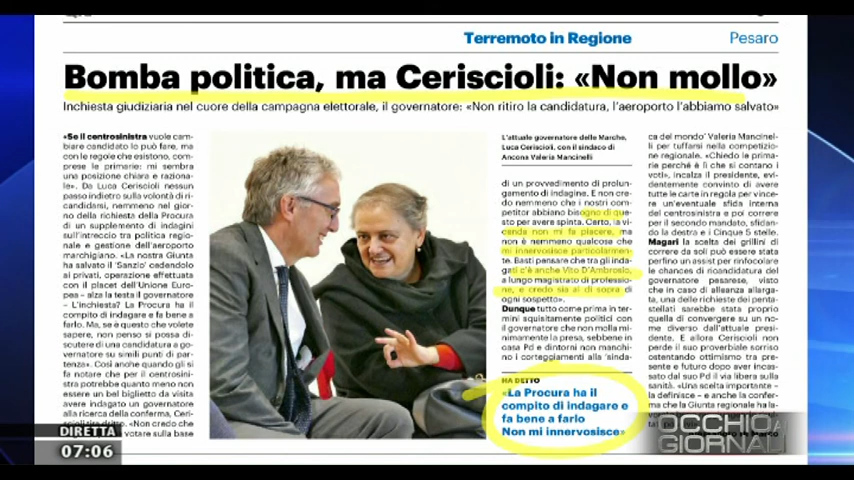 Terremoto in Regione
Pesaro
Bomba politica, ma Ceriscioli: «Non mollo»
Inchiesta giudiziaria nel cuore della campagna elettorale, il governatore: «Non ritiro la candidatura, l'aeroporto l'abbiamo salvato»
«Se il centrosinistra vuole cam-
biare candidato lo può fare, ma
con le regole che esistono, com-
prese le primarie: mi sembra
una posizione chiara e raziona-
le». Da Luca Ceriscioli nessun
passo indietro sulla volontà di ri-
candidarsi, nemmeno nel gior-
no della richiesta della Procura
di un supplemento di indagini
sull'intreccio tra politica regio-
nale e gestione dell'aeroporto
marchigiano. «La nostra Giunta
ha salvato il 'Sanzio' cedendolo
ai privati, operazione effettuata
con il placet dell'Unione Euro-
pea – alza la testa il governatore
–. L'inchiesta? La Procura ha il
compito di indagare e fa bene a
farlo. Ma, se è questo che volete
sapere, non penso si possa di-
scutere di una candidatura a go-
vernatore su simili punti di par-
tenza». Così anche quando gli si
fa notare che per il centrosini-
stra potrebbe quanto meno non
essere un bel biglietto da visita
avere indagato un governatore
alla ricerca della conferma, Ceri-
scioli tira dritto. «Non credo che
votare sulla base
L'attuale governatore delle Marche,
Luca Ceriscioli, con il sindaco di
Ancona Valeria Mancinelli
di un provvedimento di prolun-
gamento di indagine. E non cre-
do nemmeno che i nostri com-
petitor abbiano bisogno di que-
sto per avere spinta. Certo, la vi-
cenda non mi fa piacere, ma
non è nemmeno qualcosa che
mi innervosisce particolarmen-
te. Basti pensare che tra gli inda-
gati c'è anche Vito D'Ambrosio,
a lungo magistrato di professio-
ne, e credo sia al di sopra di
ogni sospetto».
Dunque tutto come prima in ter-
mini squisitamente politici con
il governatore che non molla mi-
nimamente la presa, sebbene in
casa Pd e dintorni non manchi-
no i corteggiamenti alla 'sinda-
HA DETTO
«La Procura ha il
compito di indagare e
fa bene a farlo
Non mi innervosisce»
ca del mondo' Valeria Mancinel-
li per tuffarsi nella competizio-
ne regionale. «Chiedo le prima-
rie perché è lì che si contano i
voti», incalza il presidente, evi-
dentemente convinto di avere
tutte le carte in regola per vince-
re un'eventuale sfida interna
del centrosinistra e poi correre
per il secondo mandato, sfidan-
do la destra e i Cinque 5 stelle.
Magari la scelta dei grillini di
correre da soli può essere stata
perfino un assist per rinfocolare
le chances di ricandidatura del
governatore pesarese, visto
che in caso di alleanza allarga-
ta, una delle richieste dei penta-
stellati sarebbe stata proprio
quella di convergere su un no-
me diverso dall'attuale presi-
dente. E allora Ceriscioli non
perde il suo proverbiale sorriso
ostentando ottimismo tra pre-
sente e futuro dopo aver incas-
sato dal suo Pd il via libera sulla
sanità. «Una scelta importante –
la definisce – e anche la confer-
ma che la Giunta regionale ha la-
DIRETTA
07:06
OCCHIO AI
GIORNALI